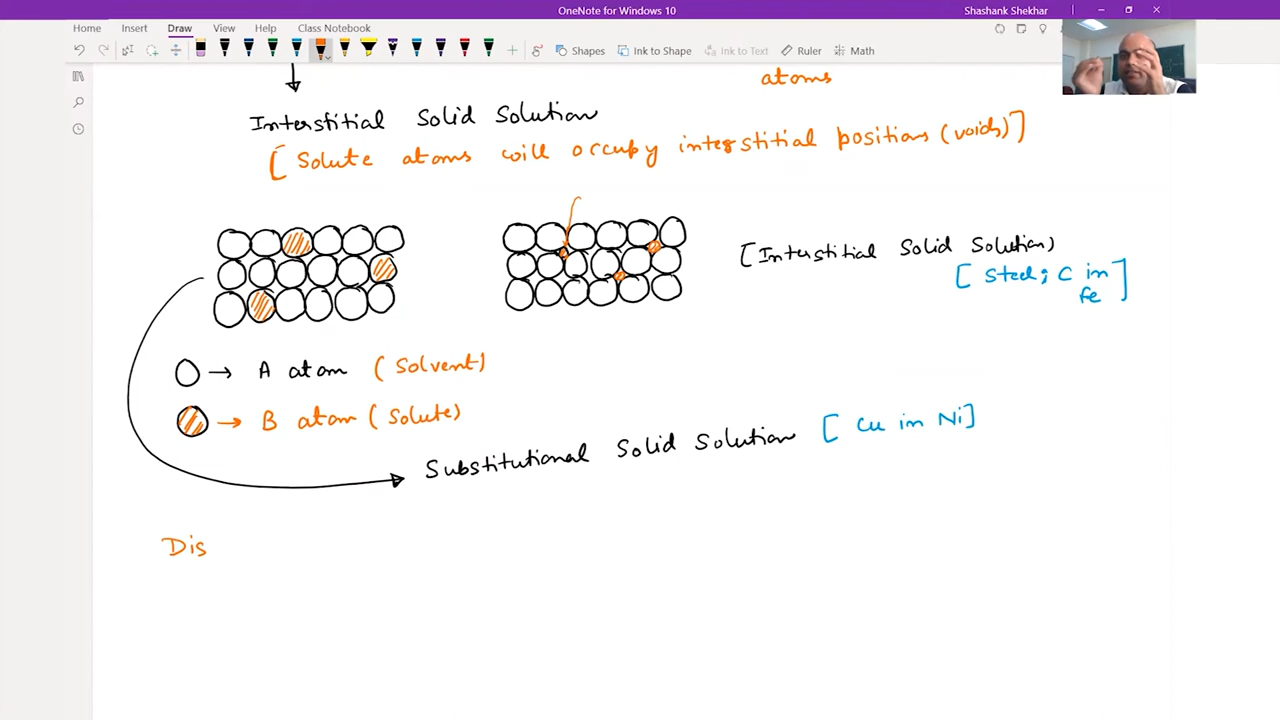 OneNote for Windows 10
Shashank Shekhar
Home Insert Draw View Help Class Notebook
Shapes Ink to Shape Ink to Text Ruler Math
atoms
Interstitial Solid Solution
[Solute atoms will occupy interstitial positions (voids)]
[Interstitial Solid Solution)
[Steel; C in Fe]
→ A atom (Solvent)
→ B atom (Solute)
Substitutional Solid Solution [Cu in Ni]
Dis